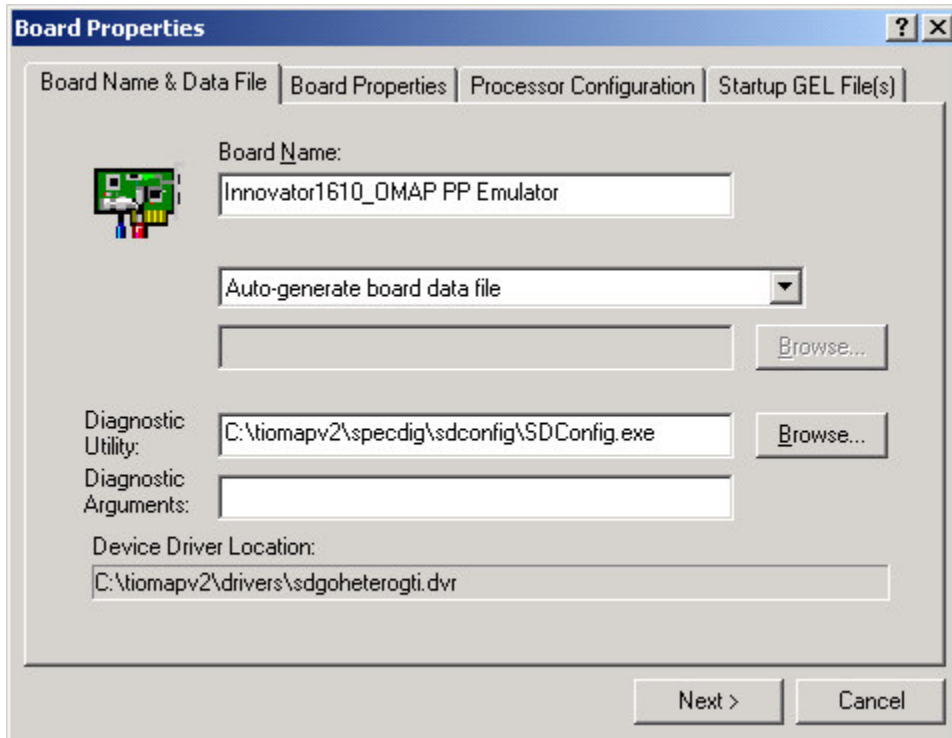 Board Properties
Board Name & Data File Board Properties Processor Configuration Startup GEL File(s)
Board Name:
Innovator1610_OMAP PP Emulator
Auto-generate board data file
Browse...
Diagnostic
Utility:
C:\tiomapv2\specdig\sdconfig\SDConfig.exe
Browse...
Diagnostic
Arguments:
Device Driver Location:
C:\tiomapv2\drivers\sdgoheterogti.dvr
Next >
Cancel